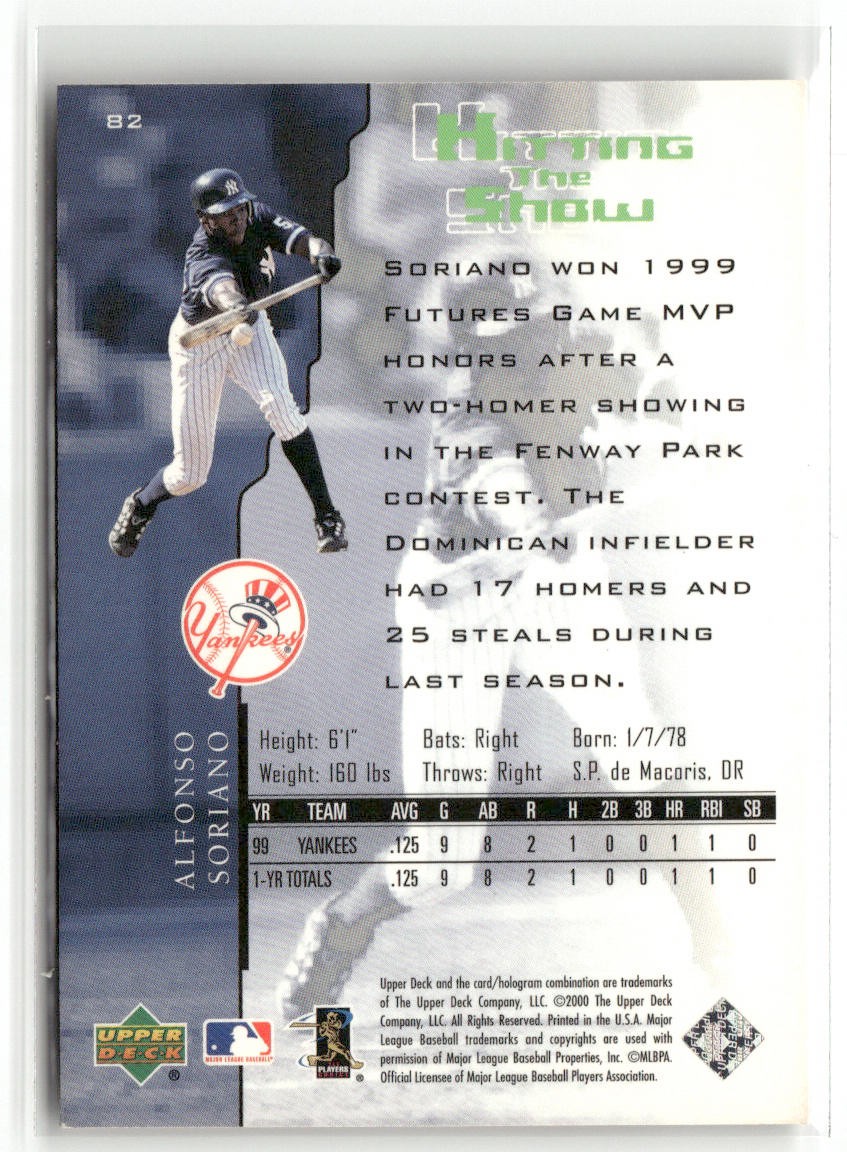 82
Hitting
The
Show
Soriano won 1999
Futures Game MVP
honors after a
two-homer showing
in the Fenway Park
contest. The
Dominican infielder
had 17 homers and
25 steals during
last season.
Yankees
®
ALFONSO
SORIANO
Height: 6'1" Bats: Right Born: 1/7/78
Weight: 160 lbs Throws: Right S.P. de Macoris, DR
YR TEAM AVG G AB R H 2B 3B HR RBI SB
99 YANKEES .125 9 8 2 1 0 0 1 1 0
1-YR TOTALS .125 9 8 2 1 0 0 1 1 0
Upper Deck and the card/hologram combination are trademarks
of The Upper Deck Company, LLC. ©2000 The Upper Deck
Company, LLC. All Rights Reserved. Printed in the U.S.A. Major
League Baseball trademarks and copyrights are used with
permission of Major League Baseball Properties, Inc. ©MLBPA.
Official Licensee of Major League Baseball Players Association.
UPPER
DECK
®
MAJOR LEAGUE BASEBALL
PLAYERS
CHOICE
®